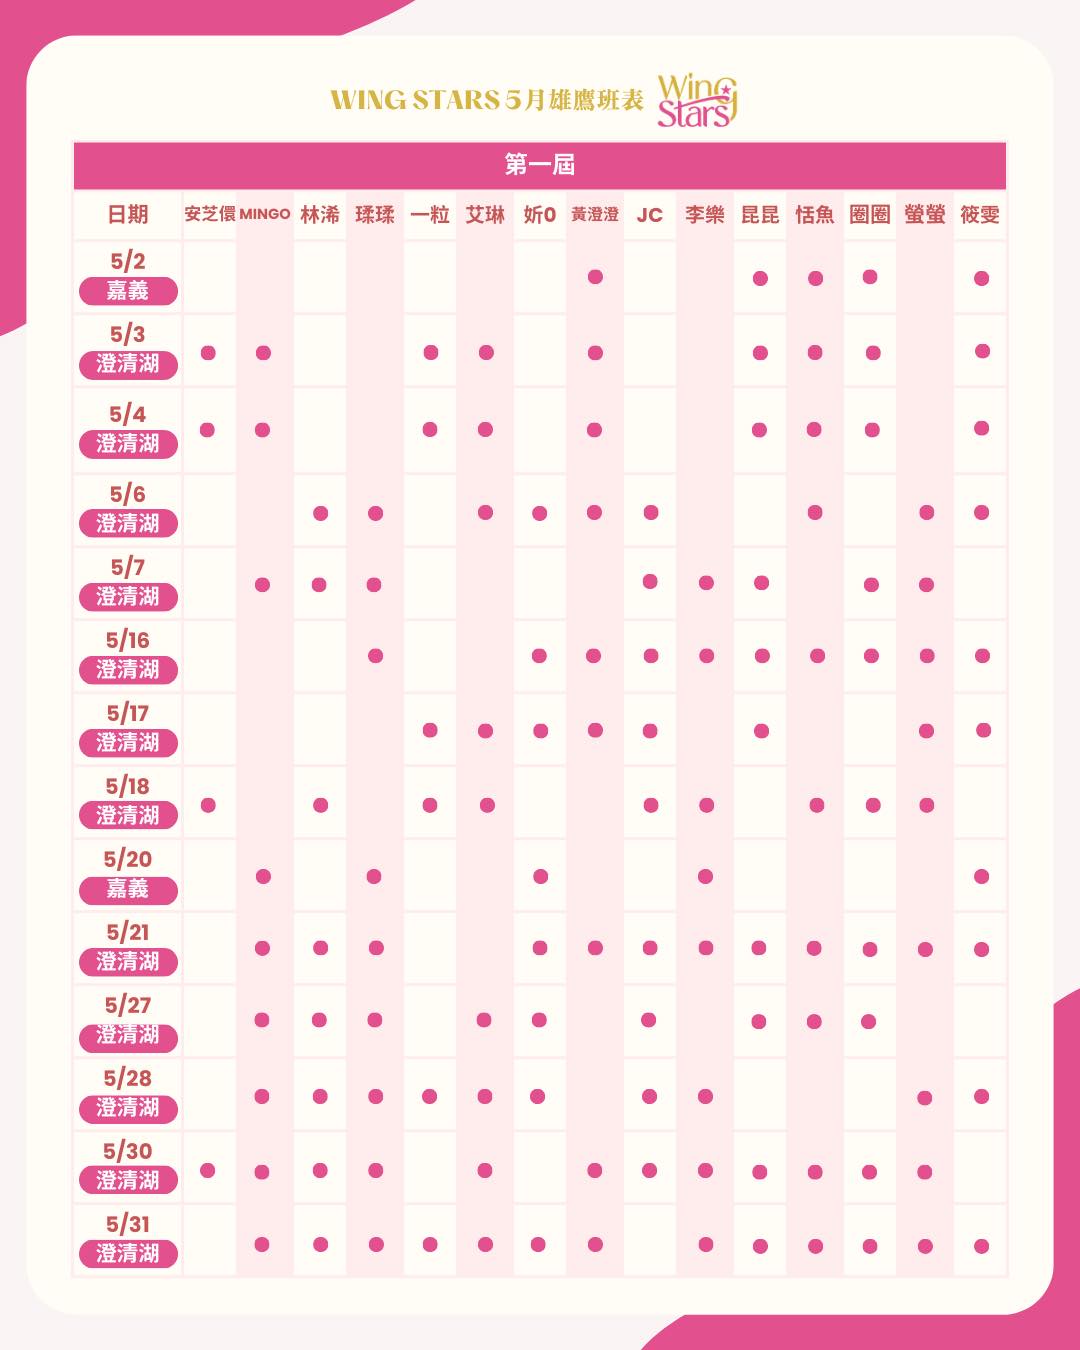 WING STARS 5月雄鷹班表
Wing
Stars
第一屆
日期 安芝儇 MINGO 林浠 瑈瑈 一粒 艾琳 妡0 黃澄澄 JC 李樂 昆昆 恬魚 圈圈 螢螢 筱雯
5/2
嘉義
5/3
澄清湖
5/4
澄清湖
5/6
澄清湖
5/7
澄清湖
5/16
澄清湖
5/17
澄清湖
5/18
澄清湖
5/20
嘉義
5/21
澄清湖
5/27
澄清湖
5/28
澄清湖
5/30
澄清湖
5/31
澄清湖